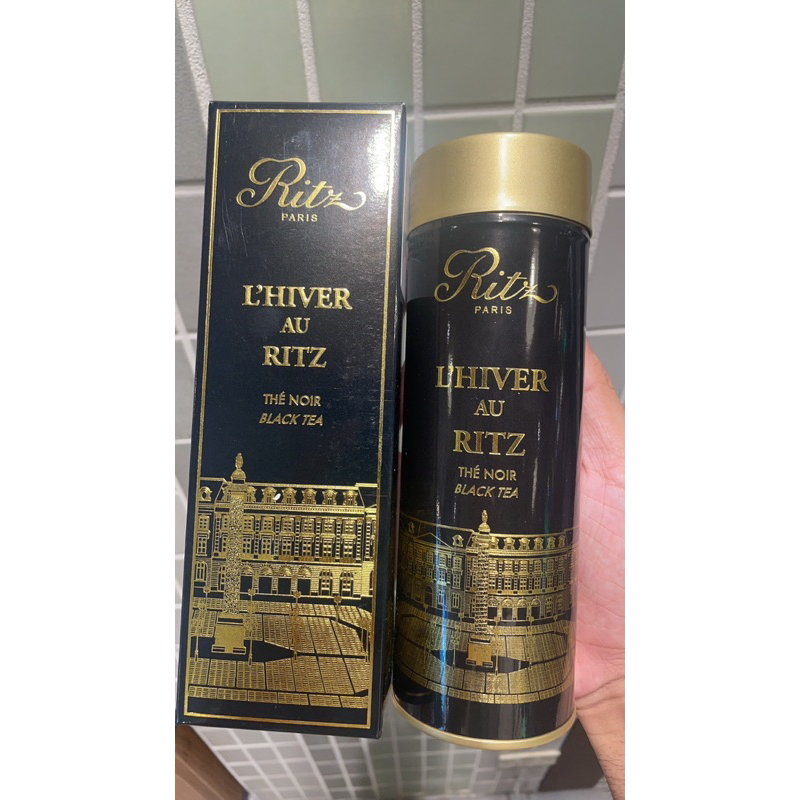 Ritz
PARIS
L'HIVER
AU
RITZ
THÉ NOIR
BLACK TEA
Ritz
PARIS
L'HIVER
AU
RITZ
THÉ NOIR
BLACK TEA